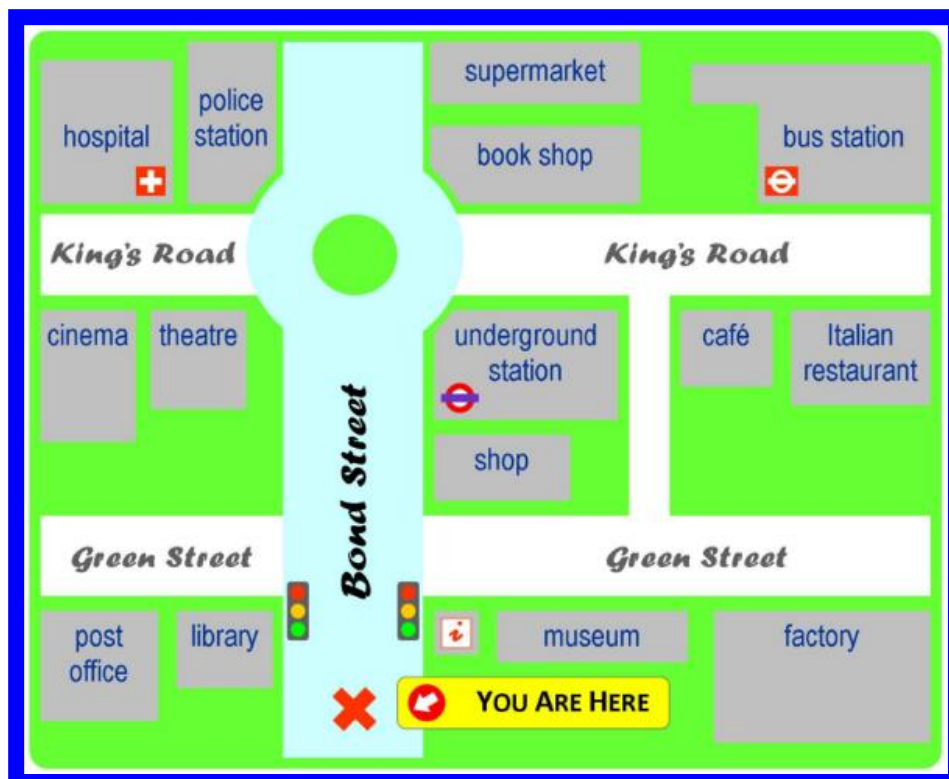 supermarket
police
station
hospital
book shop
bus station
King's Road
King's Road
cinema
theatre
underground
station
café
Italian
restaurant
Bond Street
shop
Green Street
Green Street
post
office
library
i
museum
factory
YOU ARE HERE